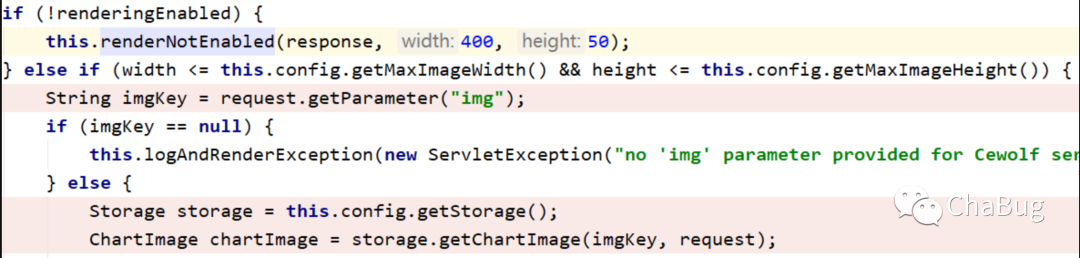 if (!renderingEnabled) {
this.renderNotEnabled(response, width: 400, height: 50);
} else if (width <= this.config.getMaxImageWidth() && height <= this.config.getMaxImageHeight()) {
String imgKey = request.getParameter("img");
if (imgKey == null) {
this.logAndRenderException(new ServletException("no 'img' parameter provided for Cewolf ser
} else {
Storage storage = this.config.getStorage();
ChartImage chartImage = storage.getChartImage(imgKey, request);
ChaBug